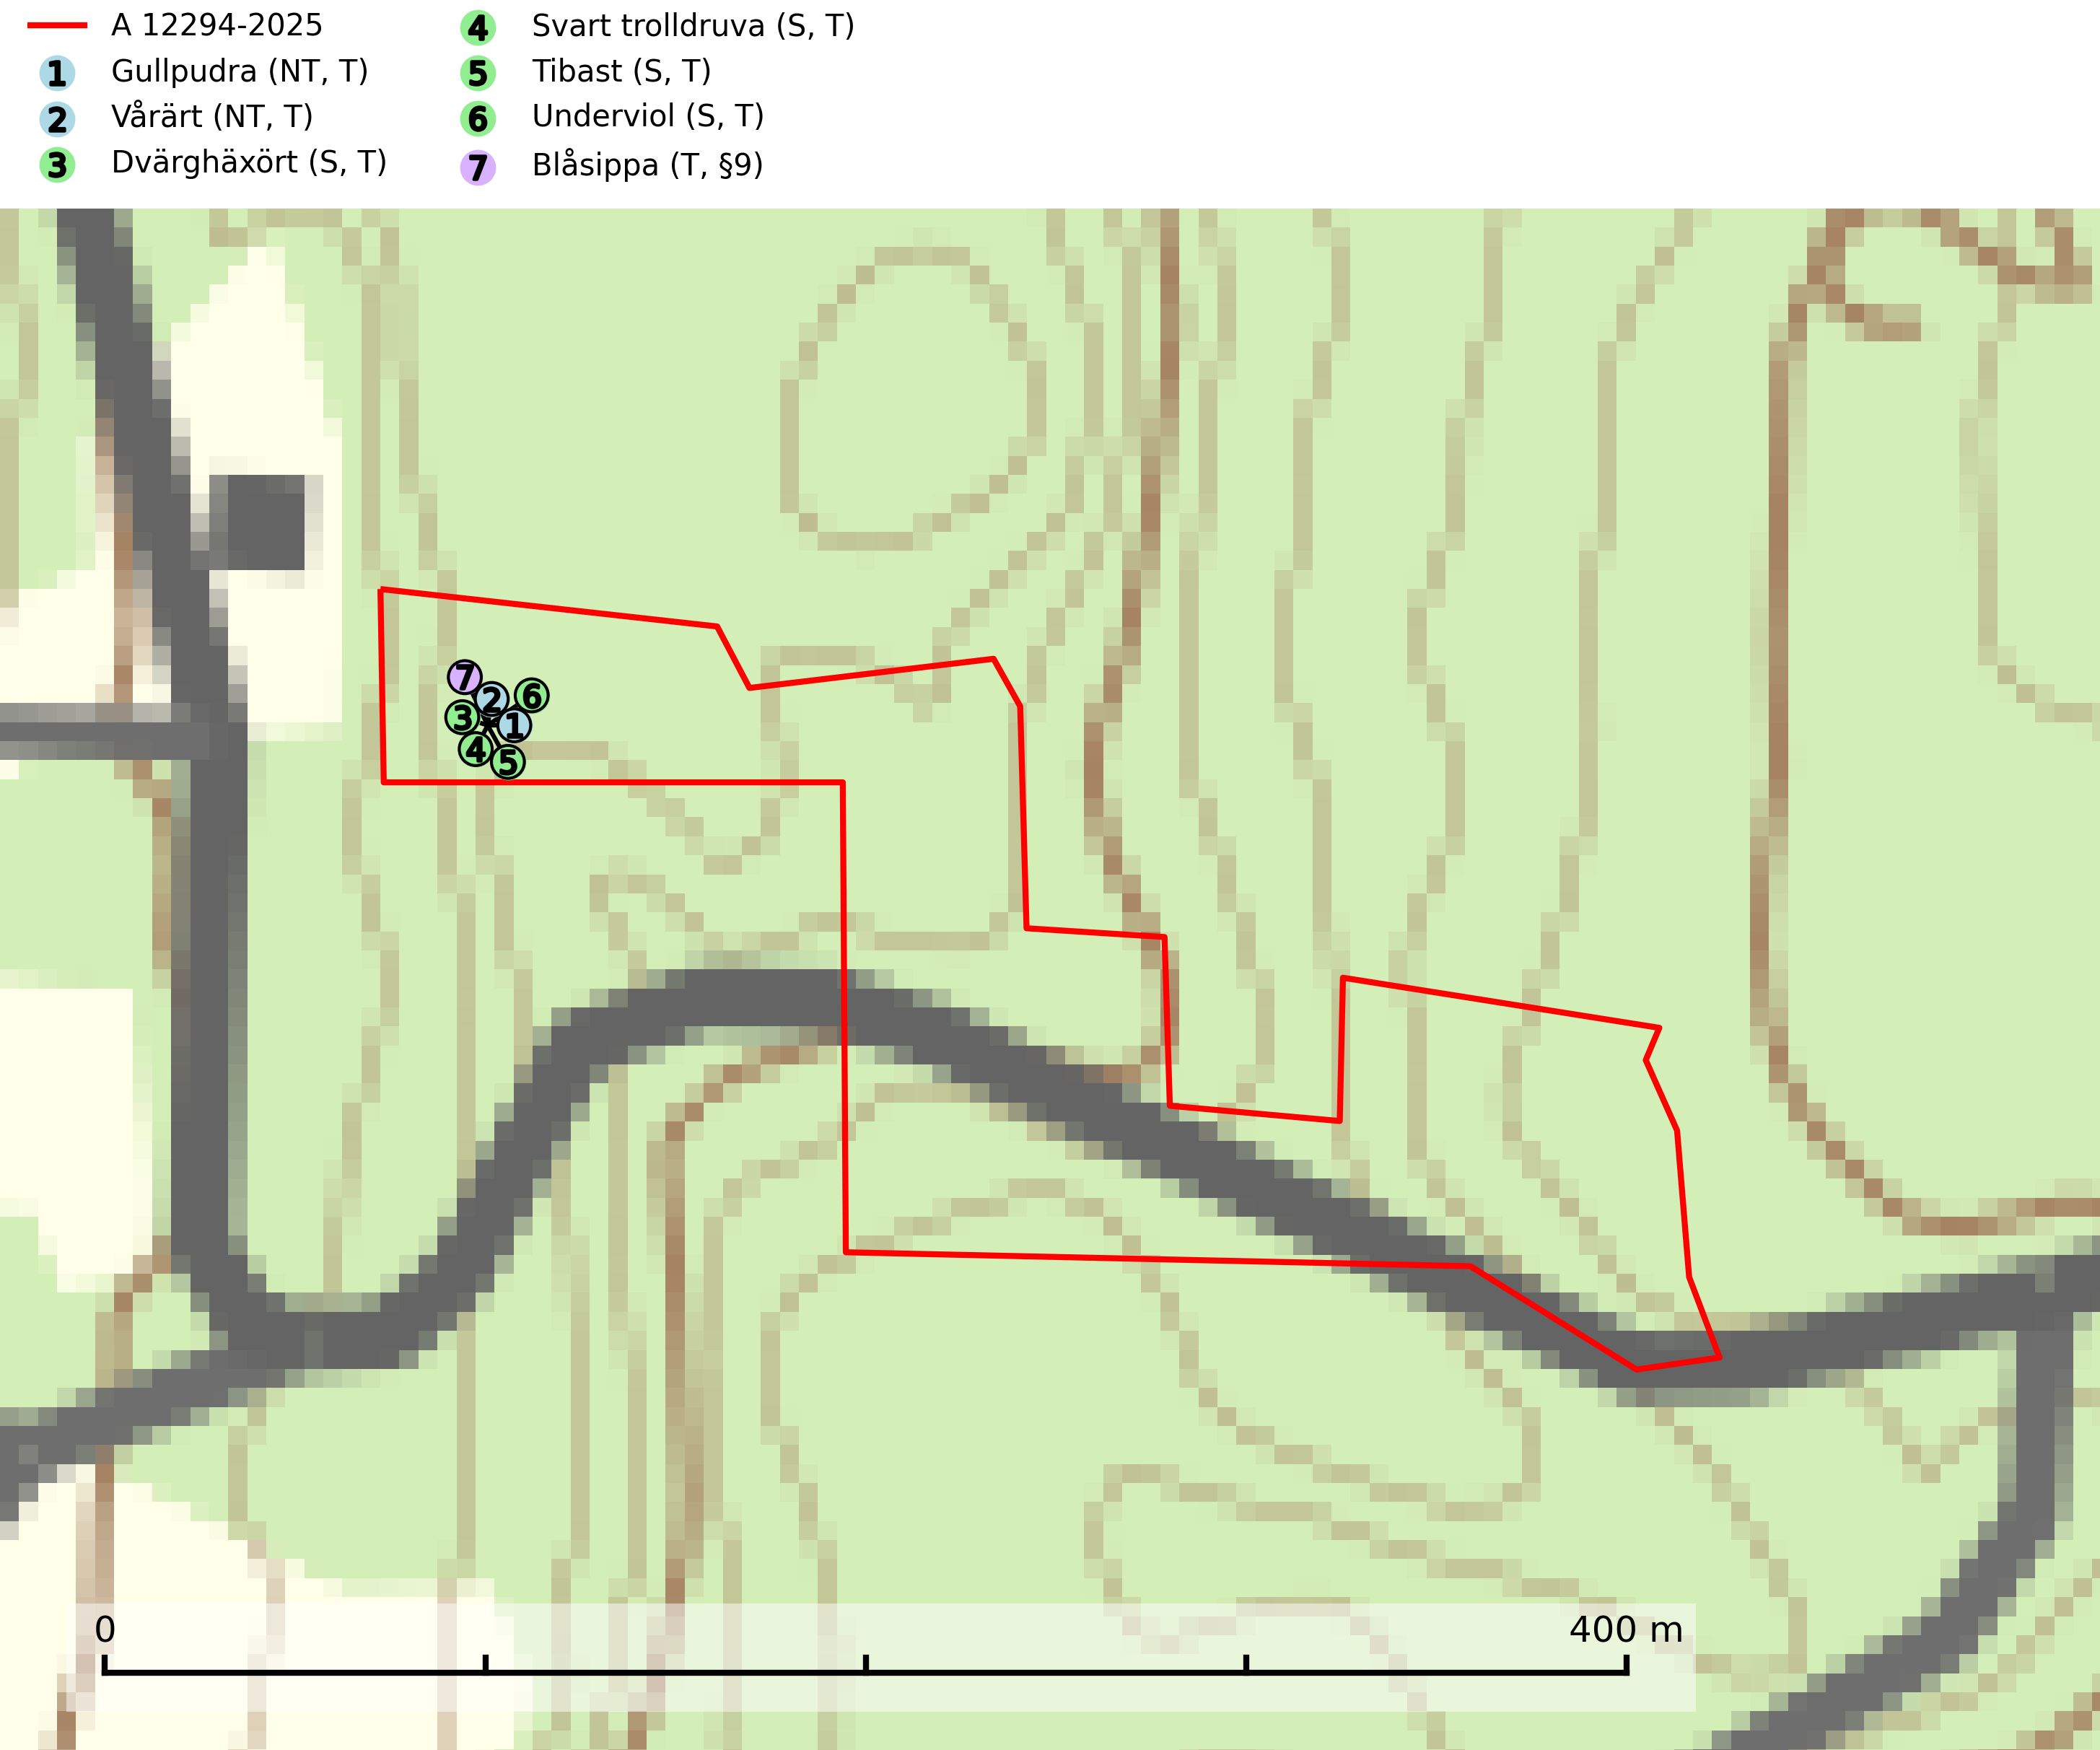 A 12294-2025
1 Gullpudra (NT, T)
2 Vårärt (NT, T)
3 Dvärghäxört (S, T)
4 Svart trolldruva (S, T)
5 Tibast (S, T)
6 Underviol (S, T)
7 Blåsippa (T, §9)
7
2 6
3 1
4 5
0 400 m